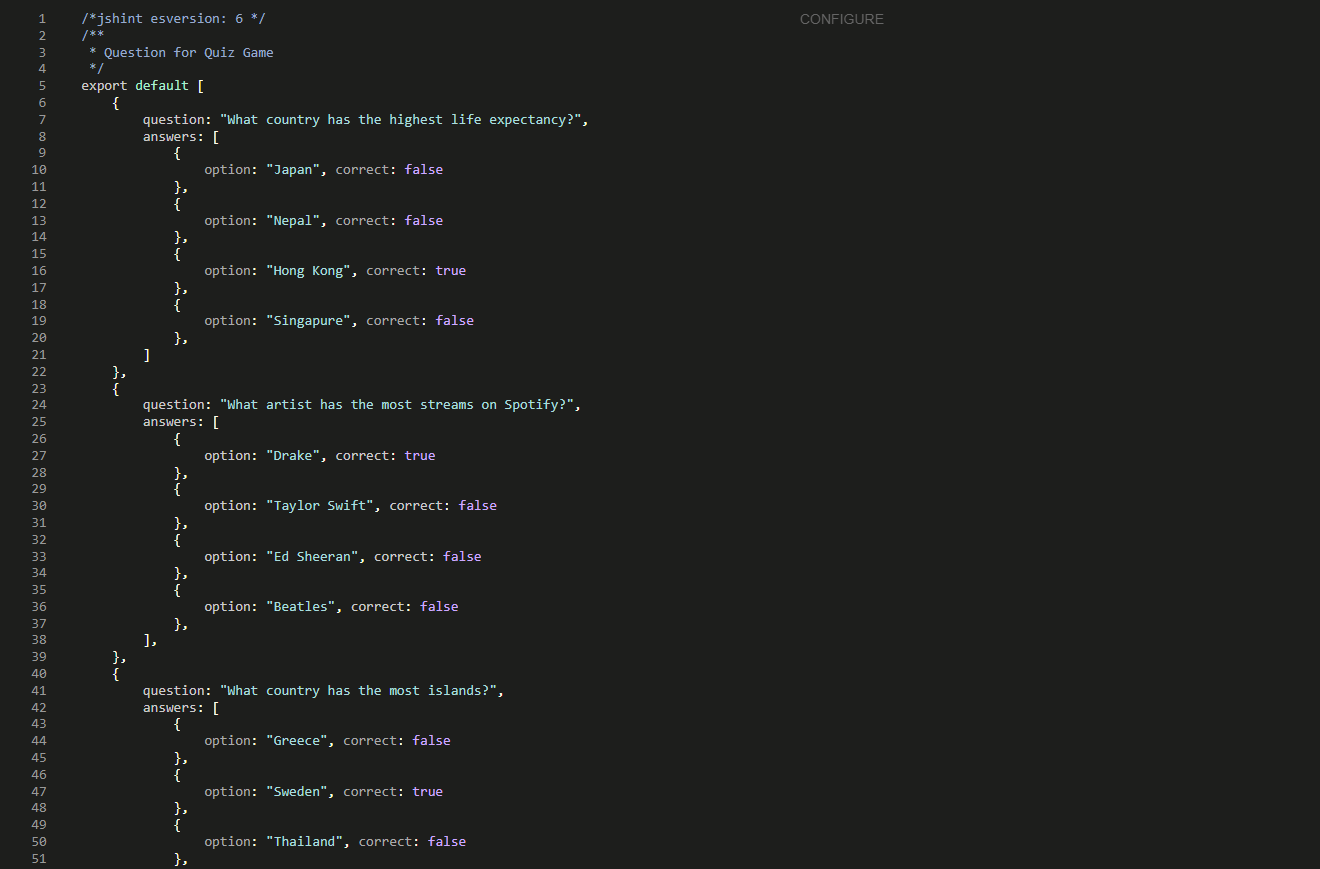 CONFIGURE
1 /*jshint esversion: 6 */
2 /**
3  * Question for Quiz Game
4  */
5 export default [
6     {
7         question: "What country has the highest life expectancy?",
8         answers: [
9             {
10                 option: "Japan", correct: false
11             },
12             {
13                 option: "Nepal", correct: false
14             },
15             {
16                 option: "Hong Kong", correct: true
17             },
18             {
19                 option: "Singapure", correct: false
20             },
21         ]
22     },
23     {
24         question: "What artist has the most streams on Spotify?",
25         answers: [
26             {
27                 option: "Drake", correct: true
28             },
29             {
30                 option: "Taylor Swift", correct: false
31             },
32             {
33                 option: "Ed Sheeran", correct: false
34             },
35             {
36                 option: "Beatles", correct: false
37             },
38         ],
39     },
40     {
41         question: "What country has the most islands?",
42         answers: [
43             {
44                 option: "Greece", correct: false
45             },
46             {
47                 option: "Sweden", correct: true
48             },
49             {
50                 option: "Thailand", correct: false
51             },